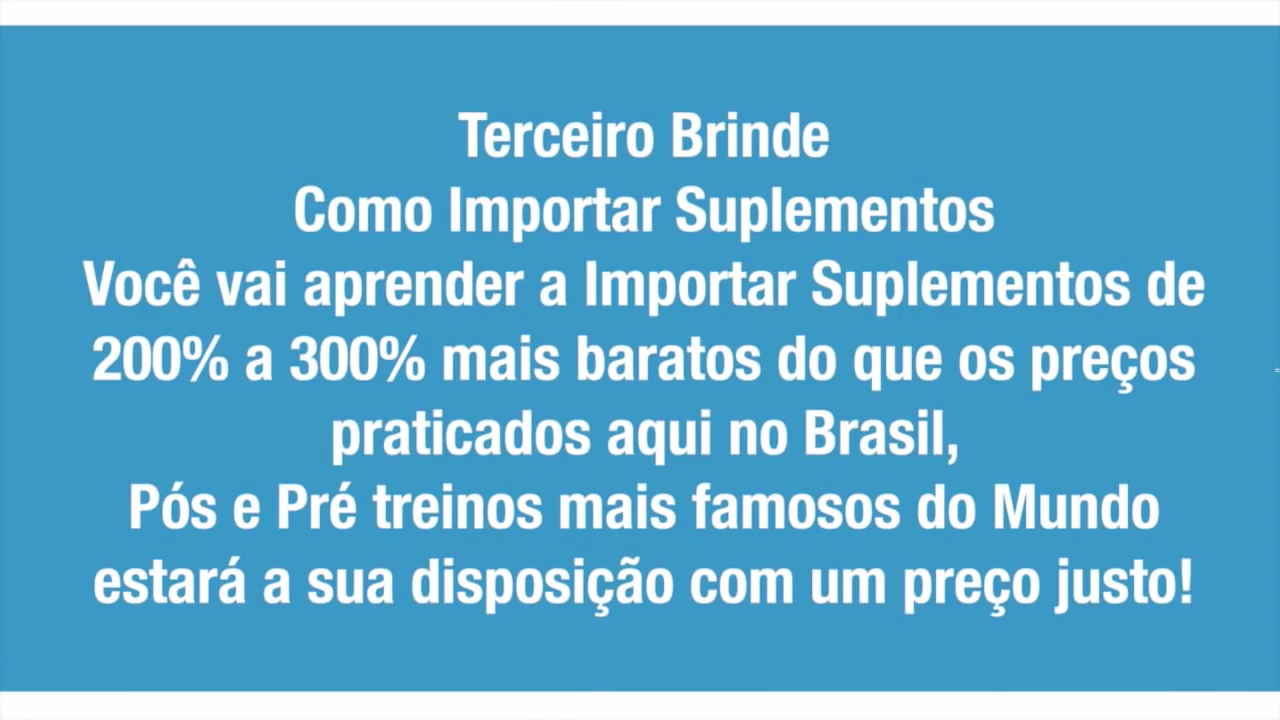 Terceiro Brinde
Como Importar Suplementos
Você vai aprender a Importar Suplementos de
200% a 300% mais baratos do que os preços
praticados aqui no Brasil,
Pós e Pré treinos mais famosos do Mundo
estará a sua disposição com um preço justo!